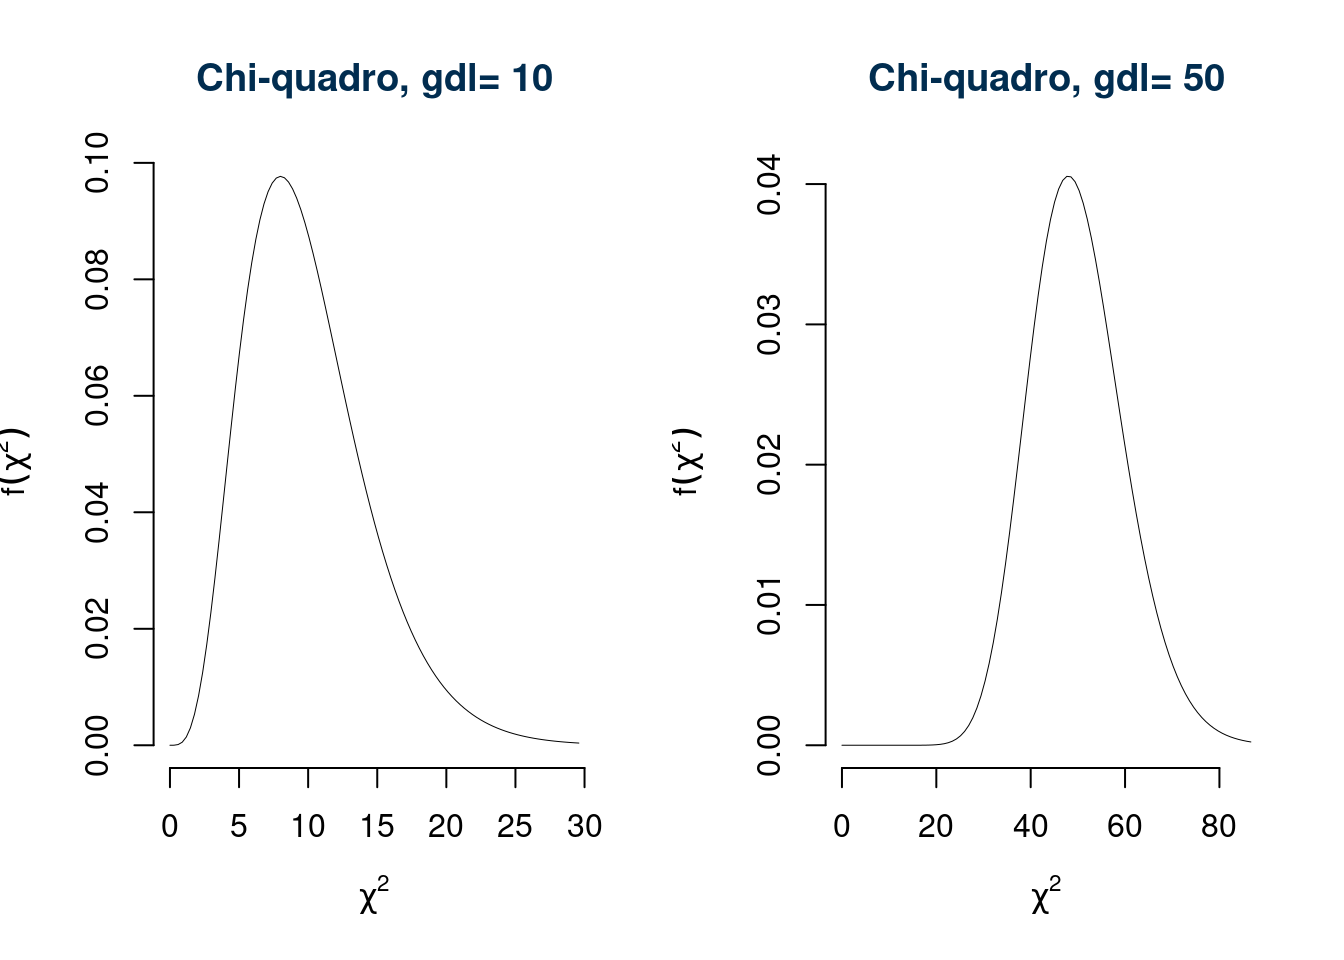 Chi-quadro, gdl= 10
0.10
0.08
0.06
0.04
0.02
0.00
f(χ²)
0 5 10 15 20 25 30
χ²
Chi-quadro, gdl= 50
0.04
0.03
0.02
0.01
0.00
f(χ²)
0 20 40 60 80
χ²